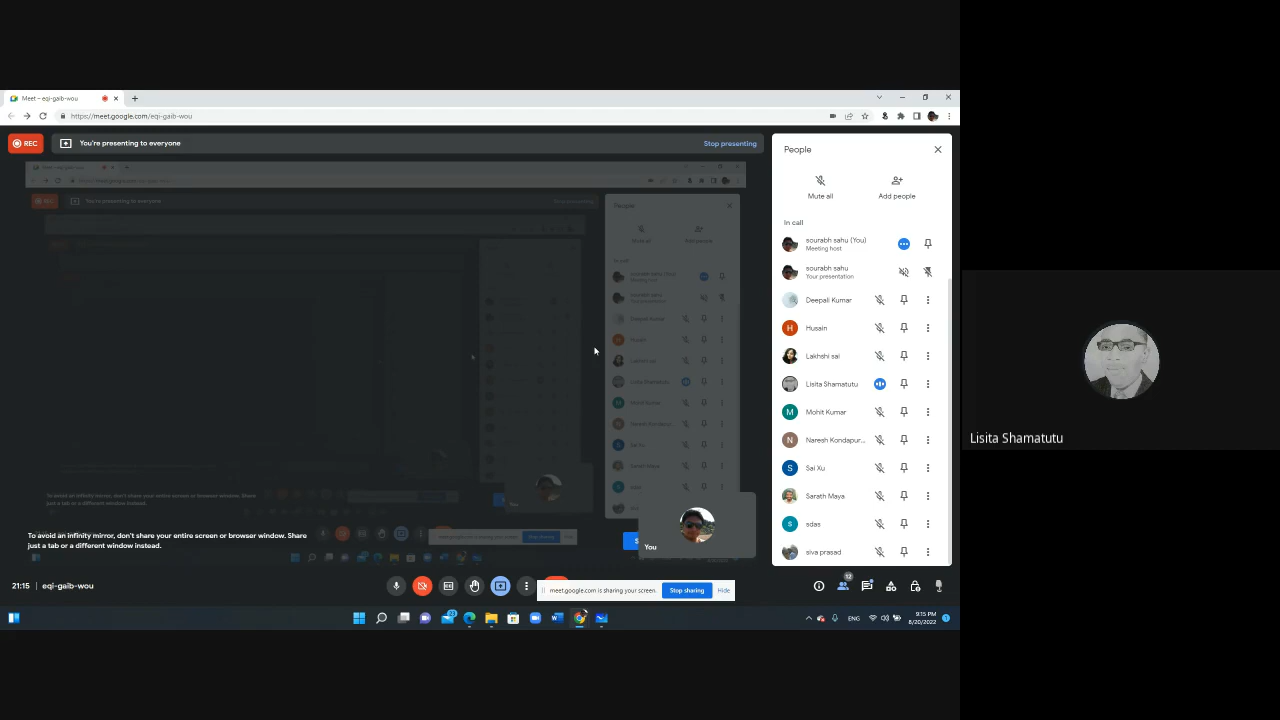 Meet – eqi-gaib-wou
https://meet.google.com/eqi-gaib-wou
REC
You're presenting to everyone
Stop presenting
People
Mute all
Add people
In call
sourabh sahu (You)
Meeting host
sourabh sahu
Your presentation
Deepali Kumar
H
Husain
Lakhshi sai
Lisita Shamatutu
M
Mohit Kumar
N
Naresh Kondapur...
S
Sai Xu
Sarath Maya
S
sdas
siva prasad
To avoid an infinity mirror, don't share your entire screen or browser window. Share
just a tab or a different window instead.
You
21:15
eqi-gaib-wou
meet.google.com is sharing your screen.
Stop sharing
Hide
12
ENG
9:15 PM
8/20/2022
Lisita Shamatutu